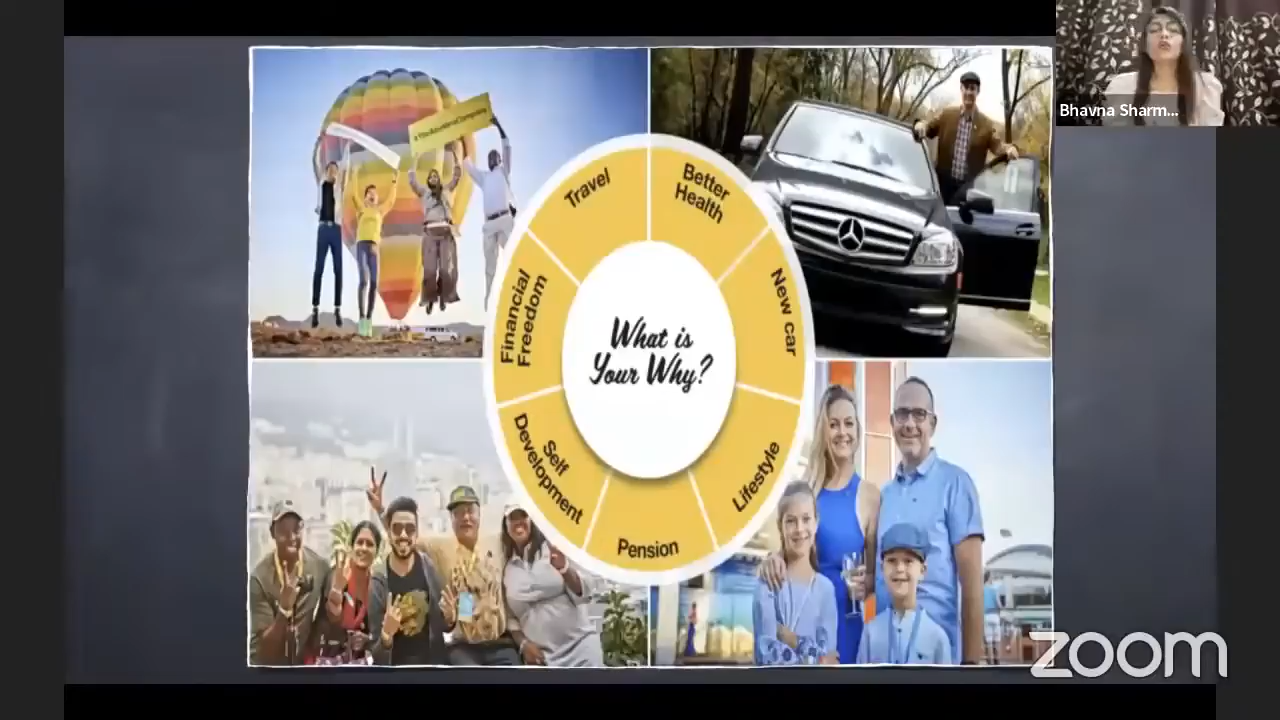 Bhavna Sharm...
Travel
Better
Health
New car
Lifestyle
Pension
Self
Development
Financial
Freedom
What is
Your Why?
zoom